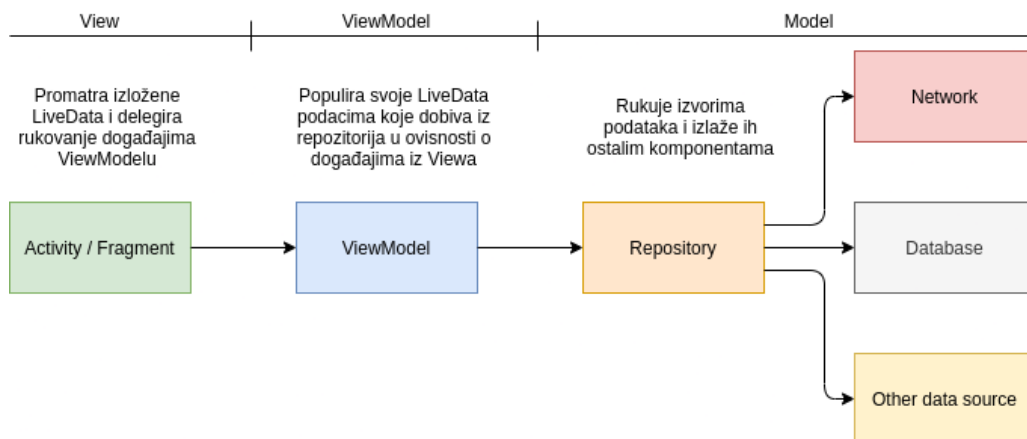 View
ViewModel
Model
Promatra izložene
LiveData i delegira
rukovanje događajima
ViewModelu
Populira svoje LiveData
podacima koje dobiva iz
repozitorija u ovisnosti o
događajima iz Viewa
Rukuje izvorima
podataka i izlaže ih
ostalim komponentama
Network
Activity / Fragment
ViewModel
Repository
Database
Other data source